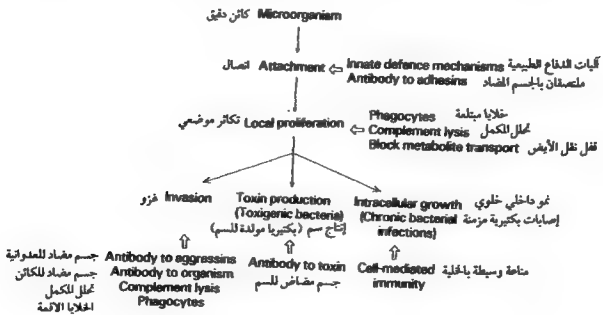 كائن دقيق Microorganism
اتصال Attachment ⇦ Innate defence mechanisms آليات الدفاع الطبيعية
Antibody to adhesins ملتصقان بالجسم المضاد
تكاثر موضعي Local proliferation
Phagocytes خلايا مبتلعة
⇦ Complement lysis تحلل المكمل
Block metabolite transport قفل نقل الأيض
غزو Invasion
Toxin production
(Toxigenic bacteria)
إنتاج سم (بكتيريا مولدة للسم)
Intracellular growth نمو داخلي خلوي
(Chronic bacterial إصابات بكتيرية مزمنة
infections)
جسم مضاد للعدوانية Antibody to aggressins
جسم مضاد للكائن Antibody to organism
تحلل المكمل Complement lysis
الخلايا الاقمة Phagocytes
Antibody to toxin
جسم مضاض للسم
Cell-mediated مناعة وسيطة بالخلية
immunity